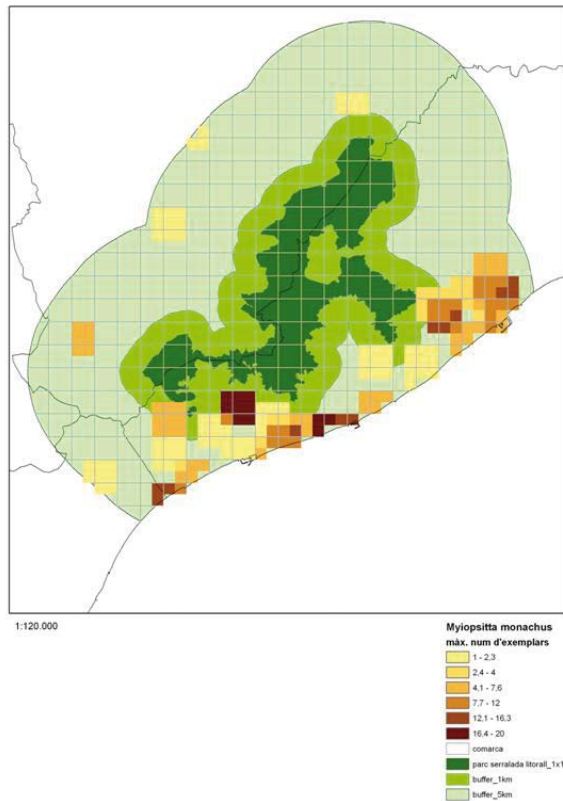 1:120.000
Myiopsitta monachus
màx. num d'exemplars
1 - 2,3
2,4 - 4
4,1 - 7,6
7,7 - 12
12,1 - 16,3
16,4 - 20
comarca
parc serralada litorall_1x1
buffer_1km
buffer_5km